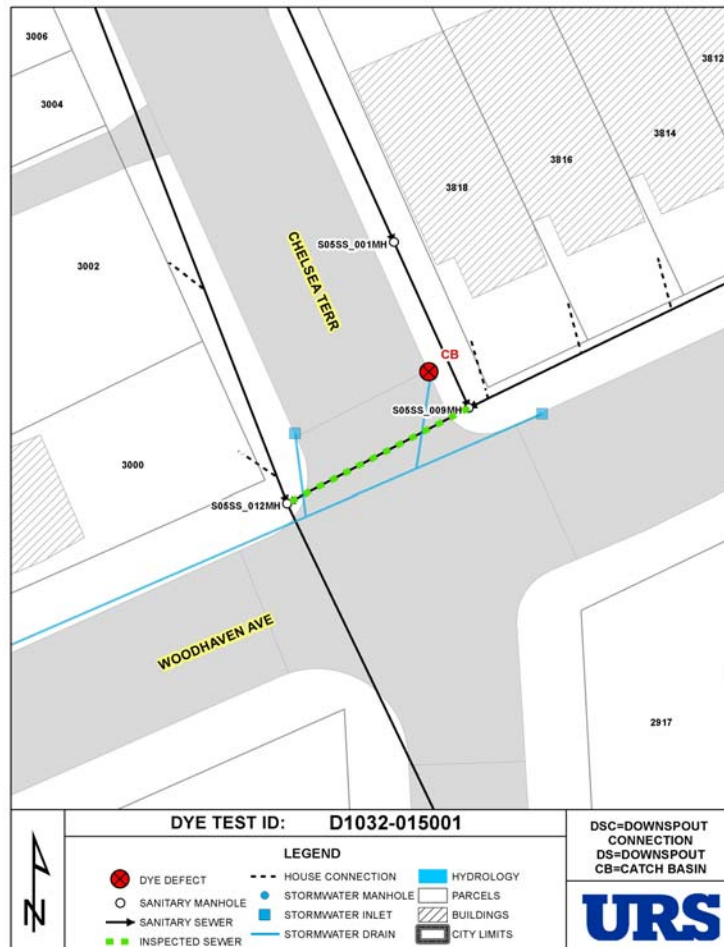 3006
3004
3812
3814
3816
3818
S05SS_001MH
3002
CHELSEA TERR
CB
S05SS_009MH
3000
S05SS_012MH
WOODHAVEN AVE
2917
DYE TEST ID: D1032-015001
LEGEND
DYE DEFECT
SANITARY MANHOLE
SANITARY SEWER
INSPECTED SEWER
HOUSE CONNECTION
STORMWATER MANHOLE
STORMWATER INLET
STORMWATER DRAIN
HYDROLOGY
PARCELS
BUILDINGS
CITY LIMITS
DSC=DOWNSPOUT
CONNECTION
DS=DOWNSPOUT
CB=CATCH BASIN
N
URS